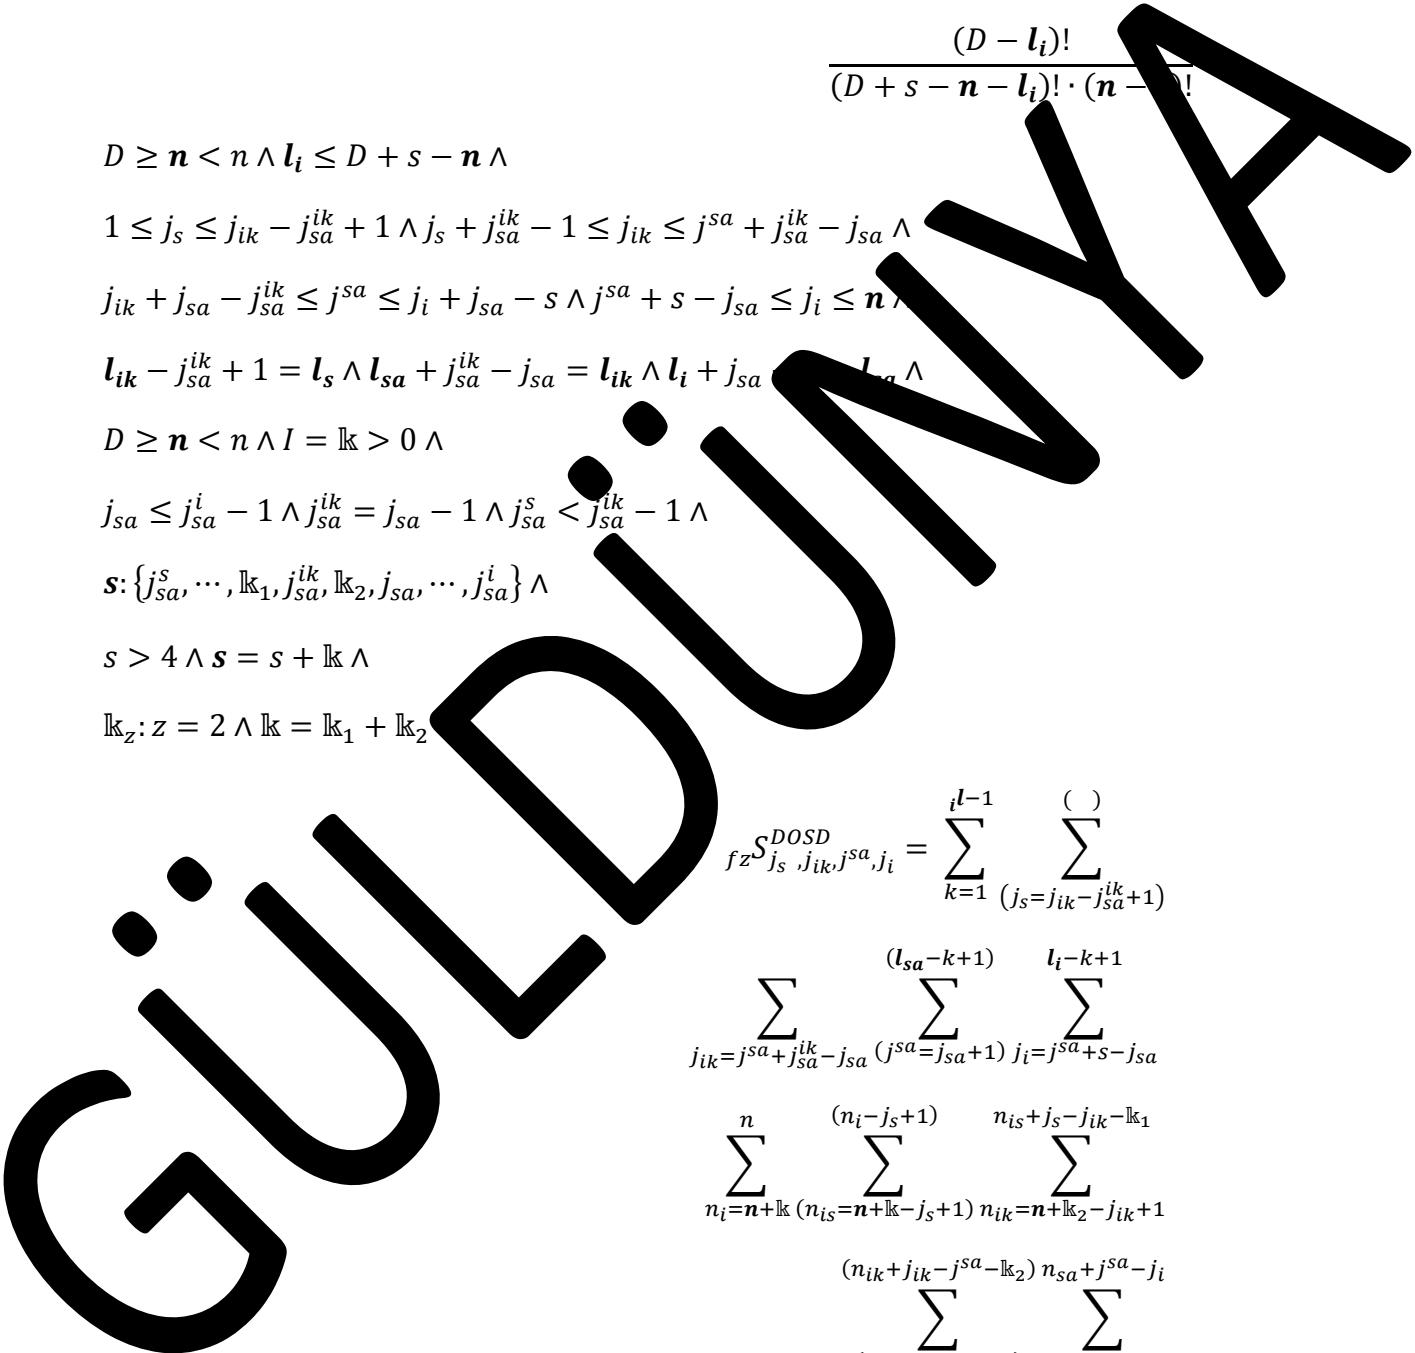 (D − l_i)!
(D + s − n − l_i)! · (n − )!
D ≥ n < n ∧ l_i ≤ D + s − n ∧
1 ≤ j_s ≤ j_ik − j_sa^ik + 1 ∧ j_s + j_sa^ik − 1 ≤ j_ik ≤ j^sa + j_sa^ik − j_sa ∧
j_ik + j_sa − j_sa^ik ≤ j^sa ≤ j_i + j_sa − s ∧ j^sa + s − j_sa ≤ j_i ≤ n ∧
l_ik − j_sa^ik + 1 = l_s ∧ l_sa + j_sa^ik − j_sa = l_ik ∧ l_i + j_sa l_sa ∧
D ≥ n < n ∧ I = 𝕜 > 0 ∧
j_sa ≤ j_sa^i − 1 ∧ j_sa^ik = j_sa − 1 ∧ j_sa^s < j_sa^ik − 1 ∧
s: {j_sa^s, ⋯ , 𝕜_1, j_sa^ik, 𝕜_2, j_sa, ⋯ , j_sa^i} ∧
s > 4 ∧ s = s + 𝕜 ∧
𝕜_z: z = 2 ∧ 𝕜 = 𝕜_1 + 𝕜_2
GÜLDÜNYA
_i l−1 ( )
fz S_{j_s ,j_ik,j^sa,j_i}^{DOSD} = ∑ ∑
k=1 (j_s=j_ik−j_sa^ik+1)
(l_sa−k+1) l_i−k+1
∑ ∑ ∑
j_ik=j^sa+j_sa^ik−j_sa (j^sa=j_sa+1) j_i=j^sa+s−j_sa
n (n_i−j_s+1) n_is+j_s−j_ik−𝕜_1
∑ ∑ ∑
n_i=n+𝕜 (n_is=n+𝕜−j_s+1) n_ik=n+𝕜_2−j_ik+1
(n_ik+j_ik−j^sa−𝕜_2) n_sa+j^sa−j_i
∑ ∑